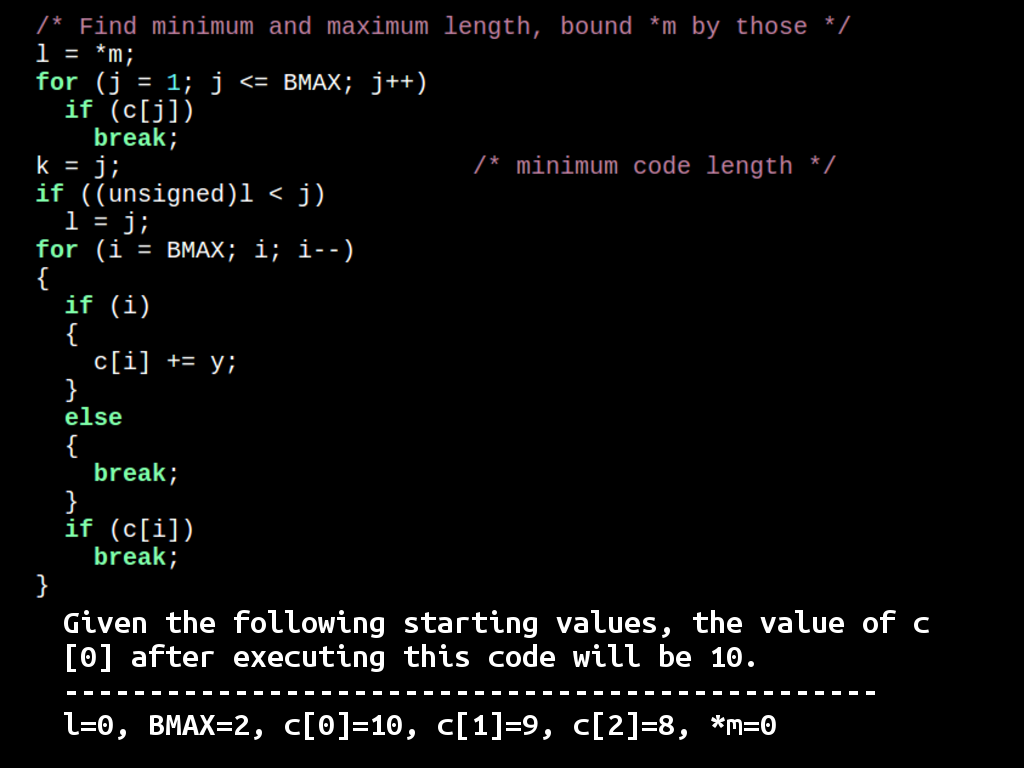 /* Find minimum and maximum length, bound *m by those */
l = *m;
for (j = 1; j <= BMAX; j++)
  if (c[j])
    break;
k = j;                        /* minimum code length */
if ((unsigned)l < j)
  l = j;
for (i = BMAX; i; i--)
{
  if (i)
  {
    c[i] += y;
  }
  else
  {
    break;
  }
  if (c[i])
    break;
}
Given the following starting values, the value of c
[0] after executing this code will be 10.
------------------------------------------------
l=0, BMAX=2, c[0]=10, c[1]=9, c[2]=8, *m=0